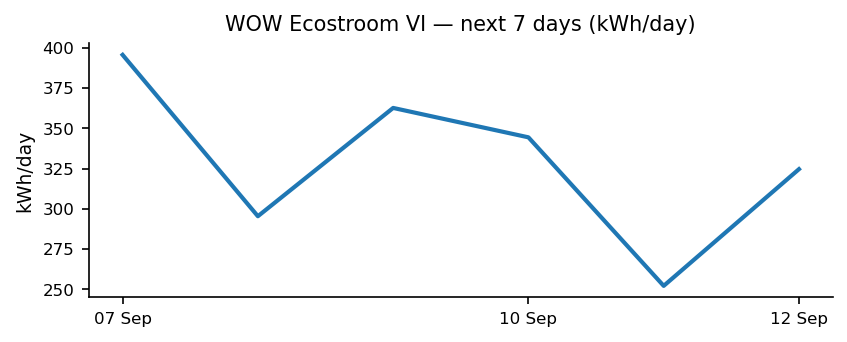 WOW Ecostroom VI — next 7 days (kWh/day)
kWh/day
400
375
350
325
300
275
250
07 Sep
10 Sep
12 Sep